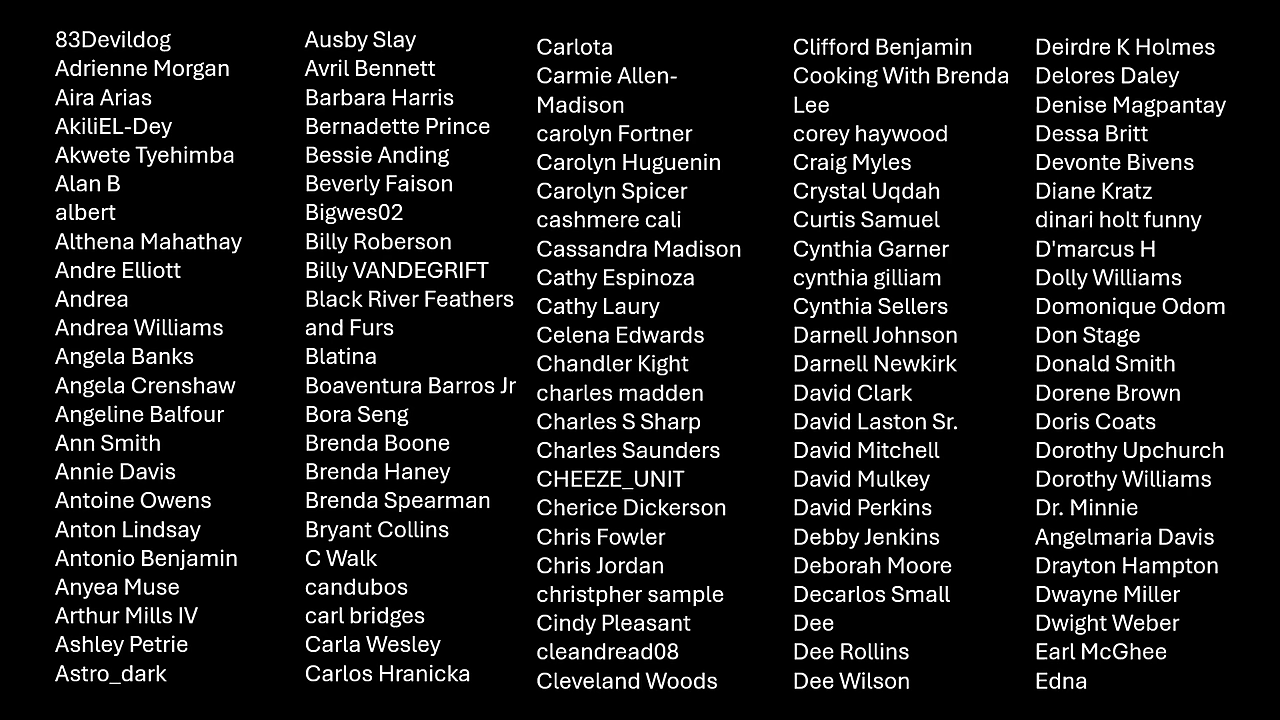 83Devildog
Adrienne Morgan
Aira Arias
AkiliEL-Dey
Akwete Tyehimba
Alan B
albert
Althena Mahathay
Andre Elliott
Andrea
Andrea Williams
Angela Banks
Angela Crenshaw
Angeline Balfour
Ann Smith
Annie Davis
Antoine Owens
Anton Lindsay
Antonio Benjamin
Anyea Muse
Arthur Mills IV
Ashley Petrie
Astro_dark
Ausby Slay
Avril Bennett
Barbara Harris
Bernadette Prince
Bessie Anding
Beverly Faison
Bigwes02
Billy Roberson
Billy VANDEGRIFT
Black River Feathers
and Furs
Blatina
Boaventura Barros Jr
Bora Seng
Brenda Boone
Brenda Haney
Brenda Spearman
Bryant Collins
C Walk
candubos
carl bridges
Carla Wesley
Carlos Hranicka
Carlota
Carmie Allen-
Madison
carolyn Fortner
Carolyn Huguenin
Carolyn Spicer
cashmere cali
Cassandra Madison
Cathy Espinoza
Cathy Laury
Celena Edwards
Chandler Kight
charles madden
Charles S Sharp
Charles Saunders
CHEEZE_UNIT
Cherice Dickerson
Chris Fowler
Chris Jordan
christpher sample
Cindy Pleasant
cleandread08
Cleveland Woods
Clifford Benjamin
Cooking With Brenda
Lee
corey haywood
Craig Myles
Crystal Uqdah
Curtis Samuel
Cynthia Garner
cynthia gilliam
Cynthia Sellers
Darnell Johnson
Darnell Newkirk
David Clark
David Laston Sr.
David Mitchell
David Mulkey
David Perkins
Debby Jenkins
Deborah Moore
Decarlos Small
Dee
Dee Rollins
Dee Wilson
Deirdre K Holmes
Delores Daley
Denise Magpantay
Dessa Britt
Devonte Bivens
Diane Kratz
dinari holt funny
D'marcus H
Dolly Williams
Domonique Odom
Don Stage
Donald Smith
Dorene Brown
Doris Coats
Dorothy Upchurch
Dorothy Williams
Dr. Minnie
Angelmaria Davis
Drayton Hampton
Dwayne Miller
Dwight Weber
Earl McGhee
Edna